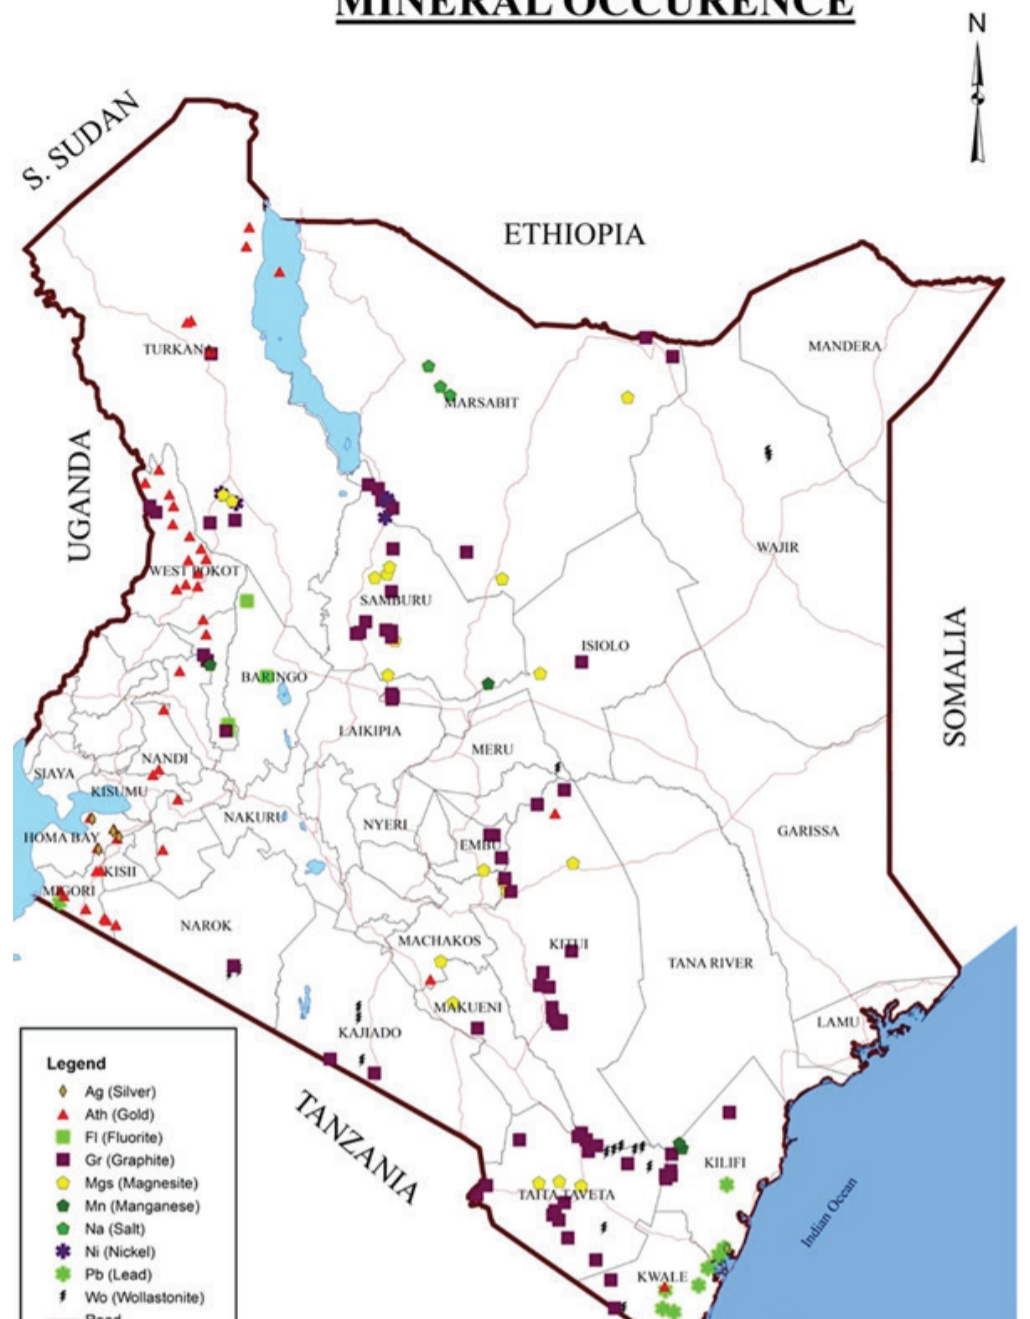 MINERAL OCCURENCE
N
S. SUDAN
ETHIOPIA
TURKANA
MANDERA
MARSABIT
UGANDA
WAJIR
WEST POKOT
SAMBURU
SOMALIA
ISIOLO
BARINGO
LAIKIPIA
MERU
NANDI
SIAYA
KISUMU
NAKURU
NYERI
GARISSA
HOMA BAY
EMBU
KISII
MIGORI
NAROK
MACHAKOS
KITUI
TANA RIVER
MAKUENI
LAMU
KAJIADO
TANZANIA
KILIFI
TAITA TAVETA
Indian Ocean
KWALE
Legend
Ag (Silver)
Ath (Gold)
Fl (Fluorite)
Gr (Graphite)
Mgs (Magnesite)
Mn (Manganese)
Na (Salt)
Ni (Nickel)
Pb (Lead)
Wo (Wollastonite)
Road